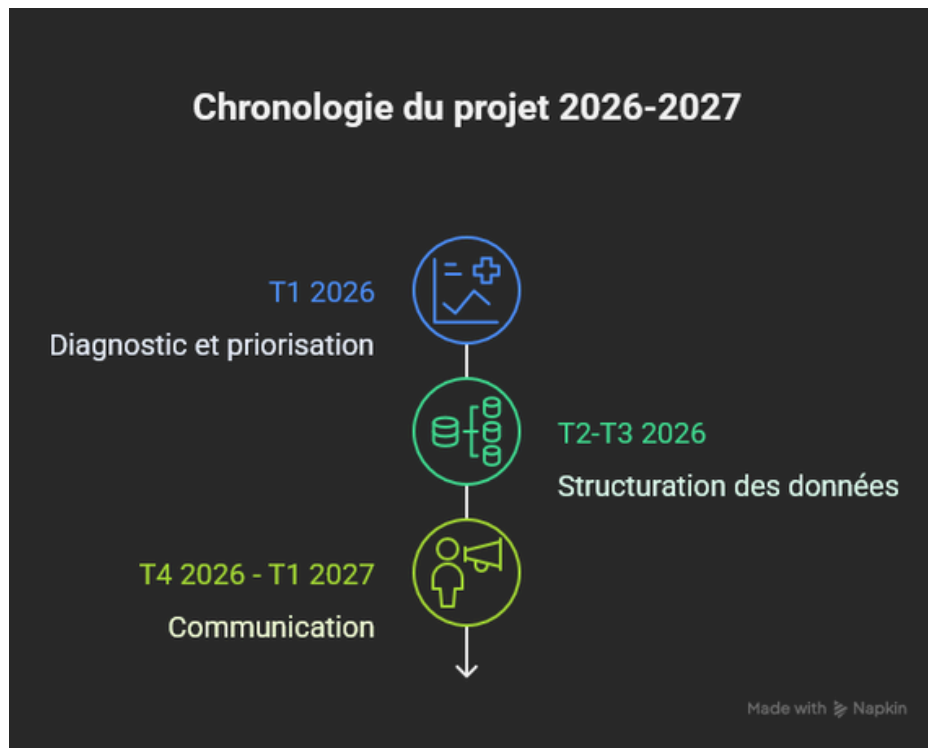 Chronologie du projet 2026-2027
T1 2026
Diagnostic et priorisation
T2-T3 2026
Structuration des données
T4 2026 - T1 2027
Communication
Made with Napkin